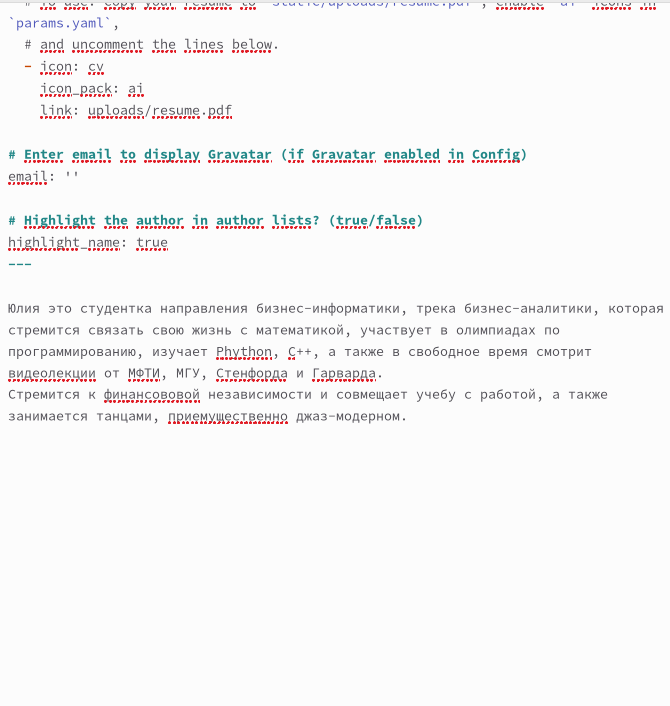 # To use: copy your resume to `static/uploads/resume.pdf`, enable `ai` icons in
`params.yaml`,
# and uncomment the lines below.
- icon: cv
icon_pack: ai
link: uploads/resume.pdf
# Enter email to display Gravatar (if Gravatar enabled in Config)
email: ''
# Highlight the author in author lists? (true/false)
highlight_name: true
---
Юлия это студентка направления бизнес-информатики, трека бизнес-аналитики, которая
стремится связать свою жизнь с математикой, участвует в олимпиадах по
программированию, изучает Phython, C++, а также в свободное время смотрит
видеолекции от МФТИ, МГУ, Стенфорда и Гарварда.
Стремится к финансововой независимости и совмещает учебу с работой, а также
занимается танцами, приемущественно джаз-модерном.